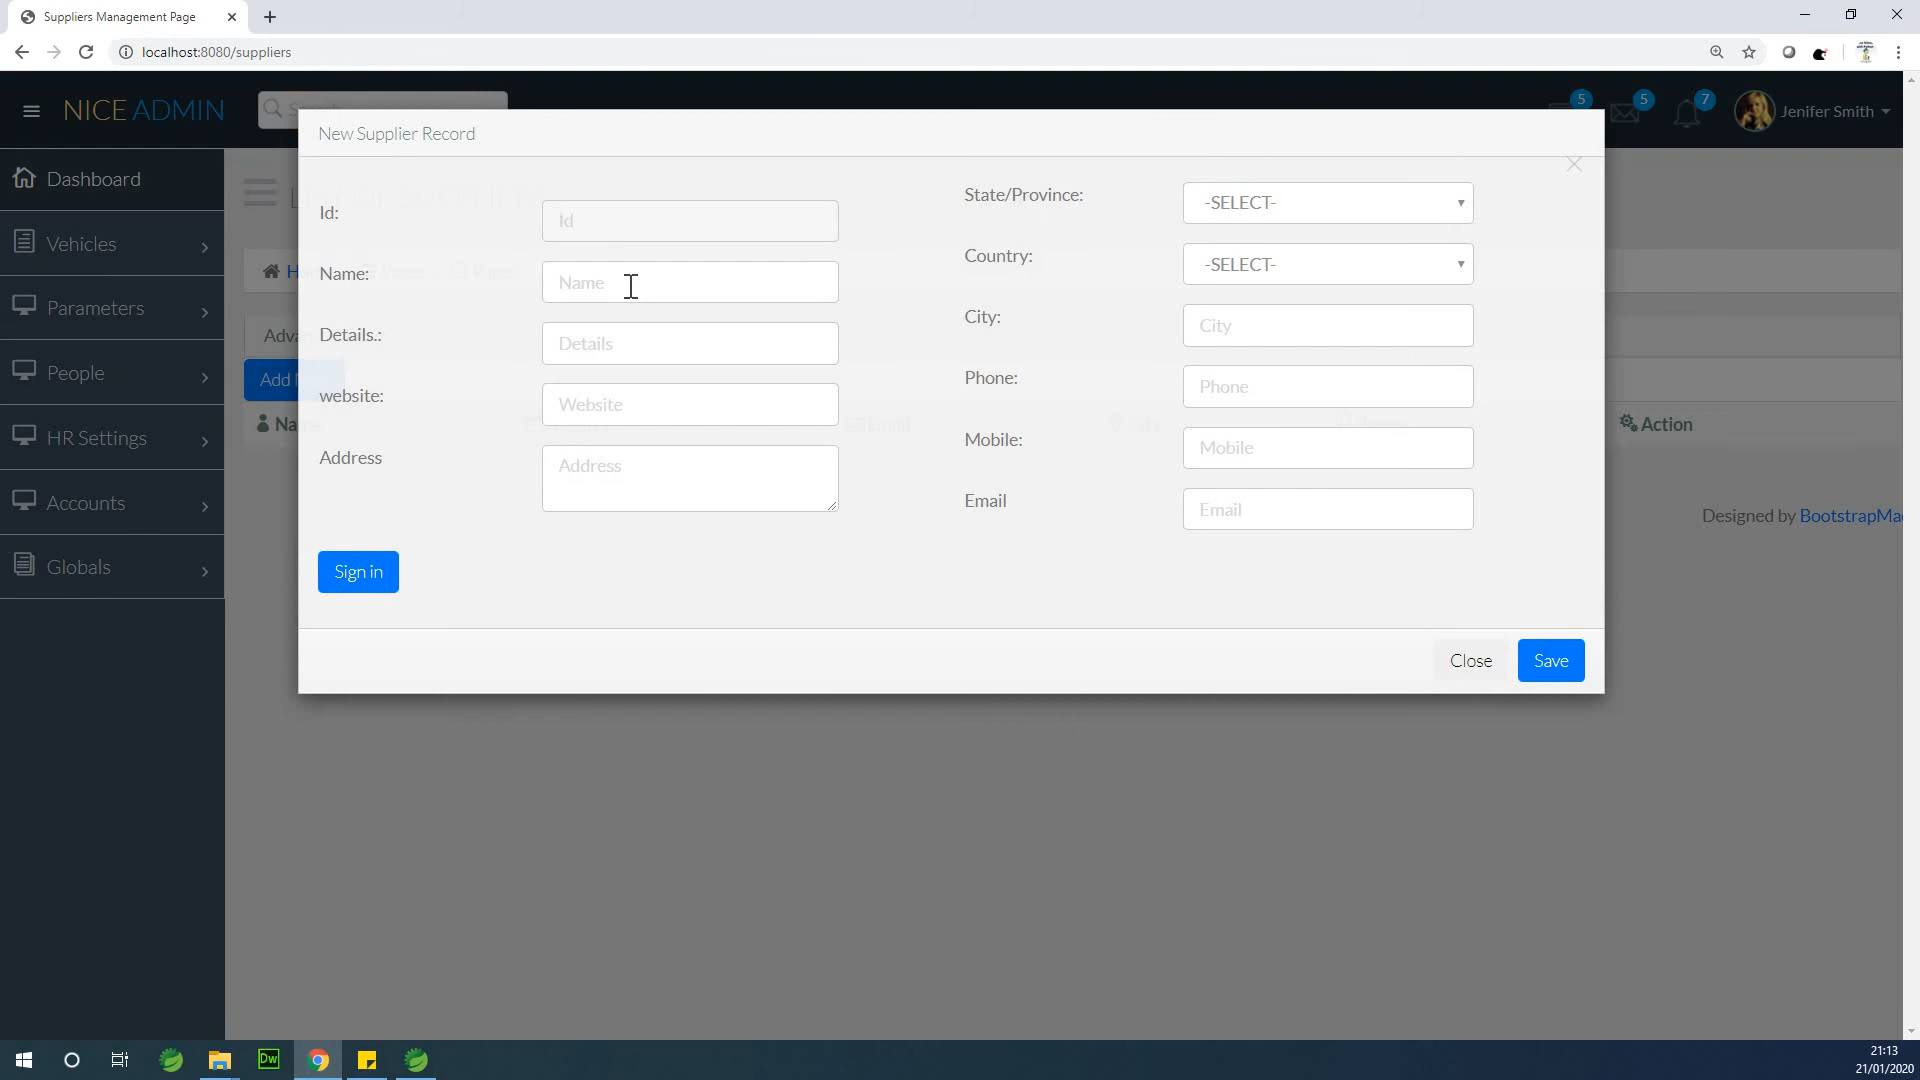 Suppliers Management Page
localhost:8080/suppliers
NICE ADMIN
5
5
7
Jenifer Smith
New Supplier Record
Dashboard
Vehicles
Parameters
People
HR Settings
Accounts
Globals
Id:
Id
Name:
Name
Details.:
Details
website:
Website
Address
Address
State/Province:
-SELECT-
Country:
-SELECT-
City:
City
Phone:
Phone
Mobile:
Mobile
Email
Email
Sign in
Close
Save
Add
Action
Designed by
21:13
21/01/2020
Dw